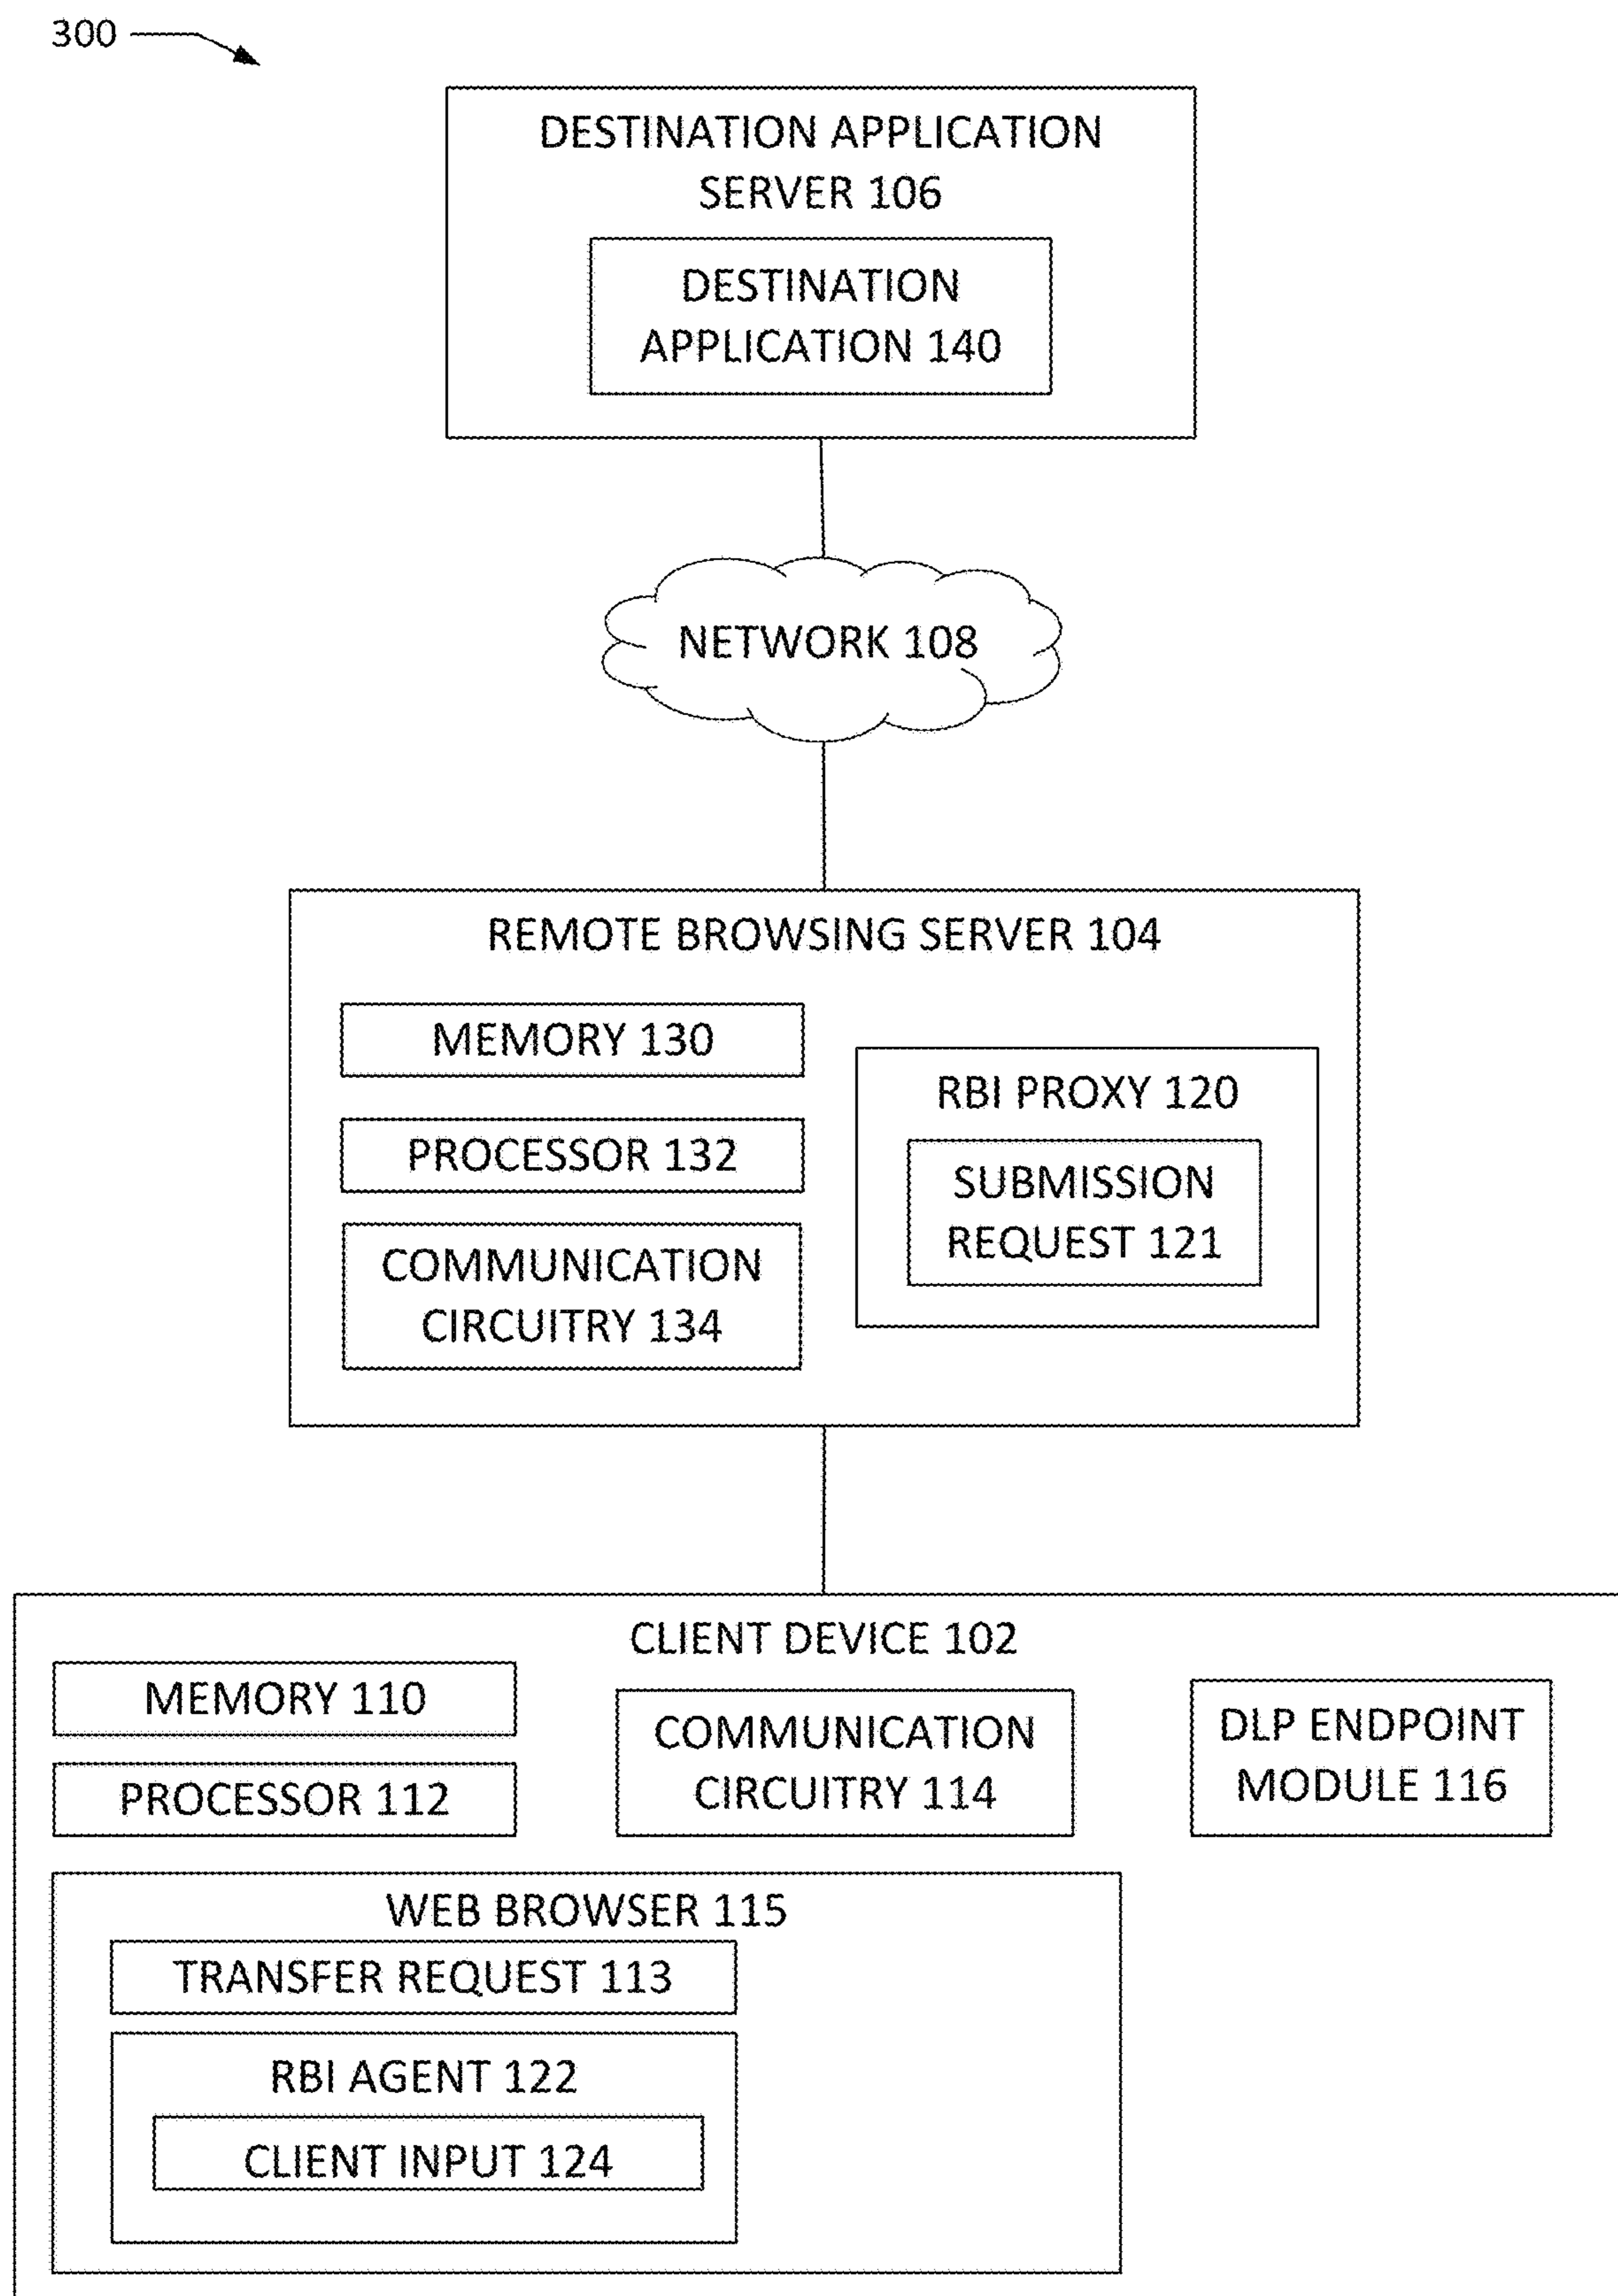 300
DESTINATION APPLICATION
SERVER 106
DESTINATION
APPLICATION 140
NETWORK 108
REMOTE BROWSING SERVER 104
MEMORY 130
PROCESSOR 132
COMMUNICATION
CIRCUITRY 134
RBI PROXY 120
SUBMISSION
REQUEST 121
CLIENT DEVICE 102
MEMORY 110
PROCESSOR 112
COMMUNICATION
CIRCUITRY 114
DLP ENDPOINT
MODULE 116
WEB BROWSER 115
TRANSFER REQUEST 113
RBI AGENT 122
CLIENT INPUT 124